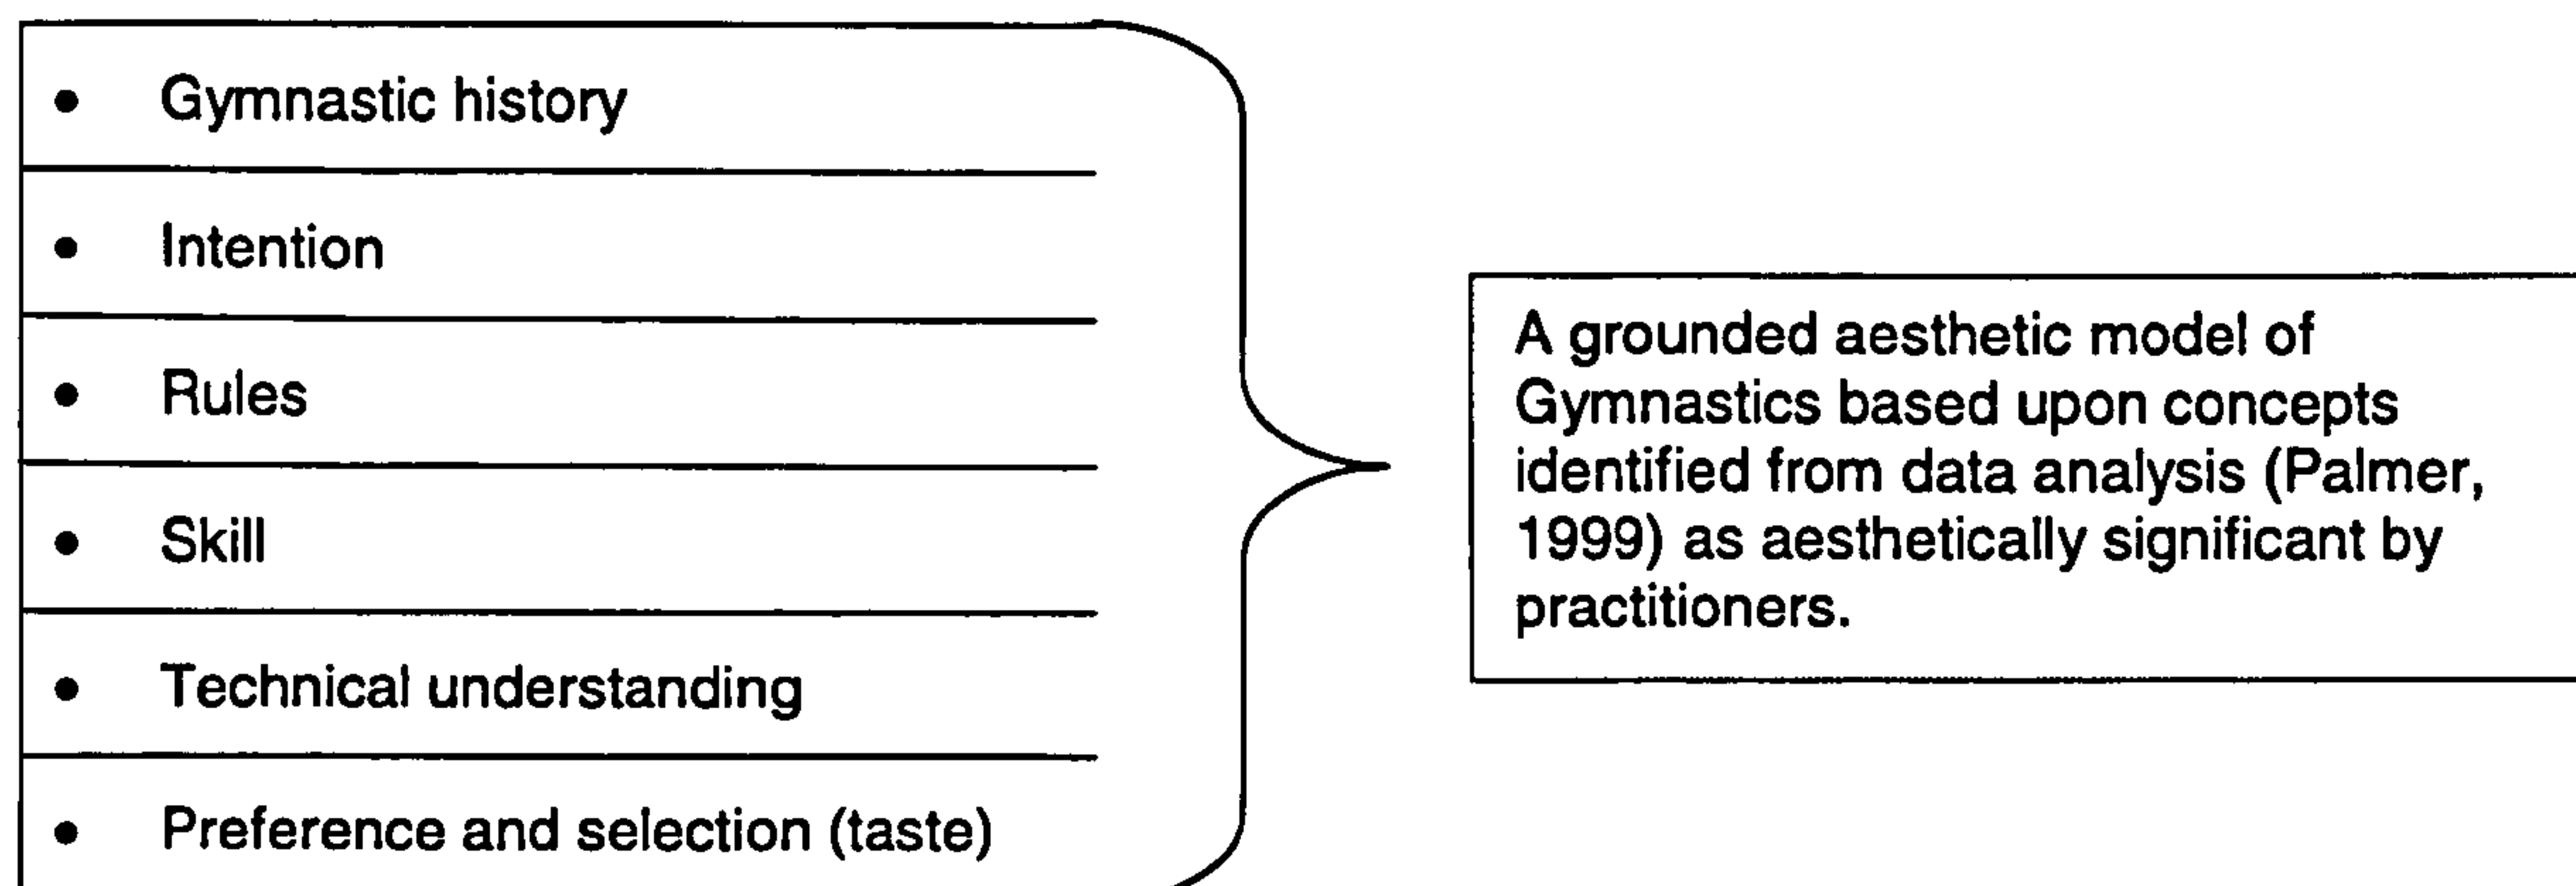 • Gymnastic history
• Intention
• Rules
• Skill
• Technical understanding
• Preference and selection (taste)
A grounded aesthetic model of
Gymnastics based upon concepts
identified from data analysis (Palmer,
1999) as aesthetically significant by
practitioners.